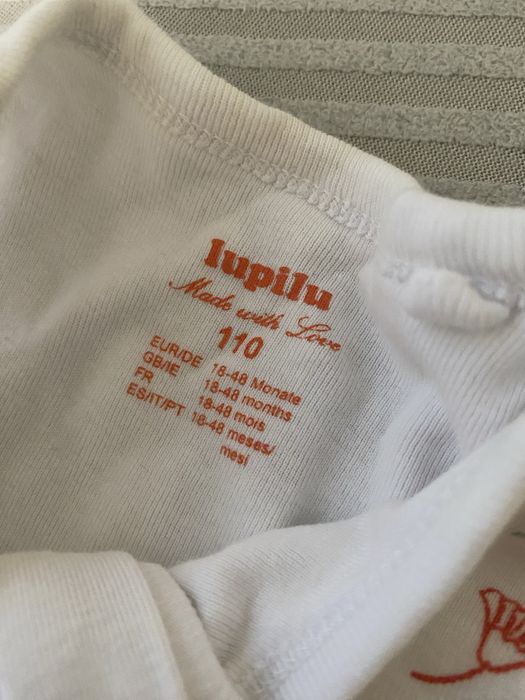 lupilu
Made with Love
110
EUR/DE 18-48 Monate
GB/IE 18-48 months
FR 18-48 mois
ES/IT/PT 18-48 meses/
mesi